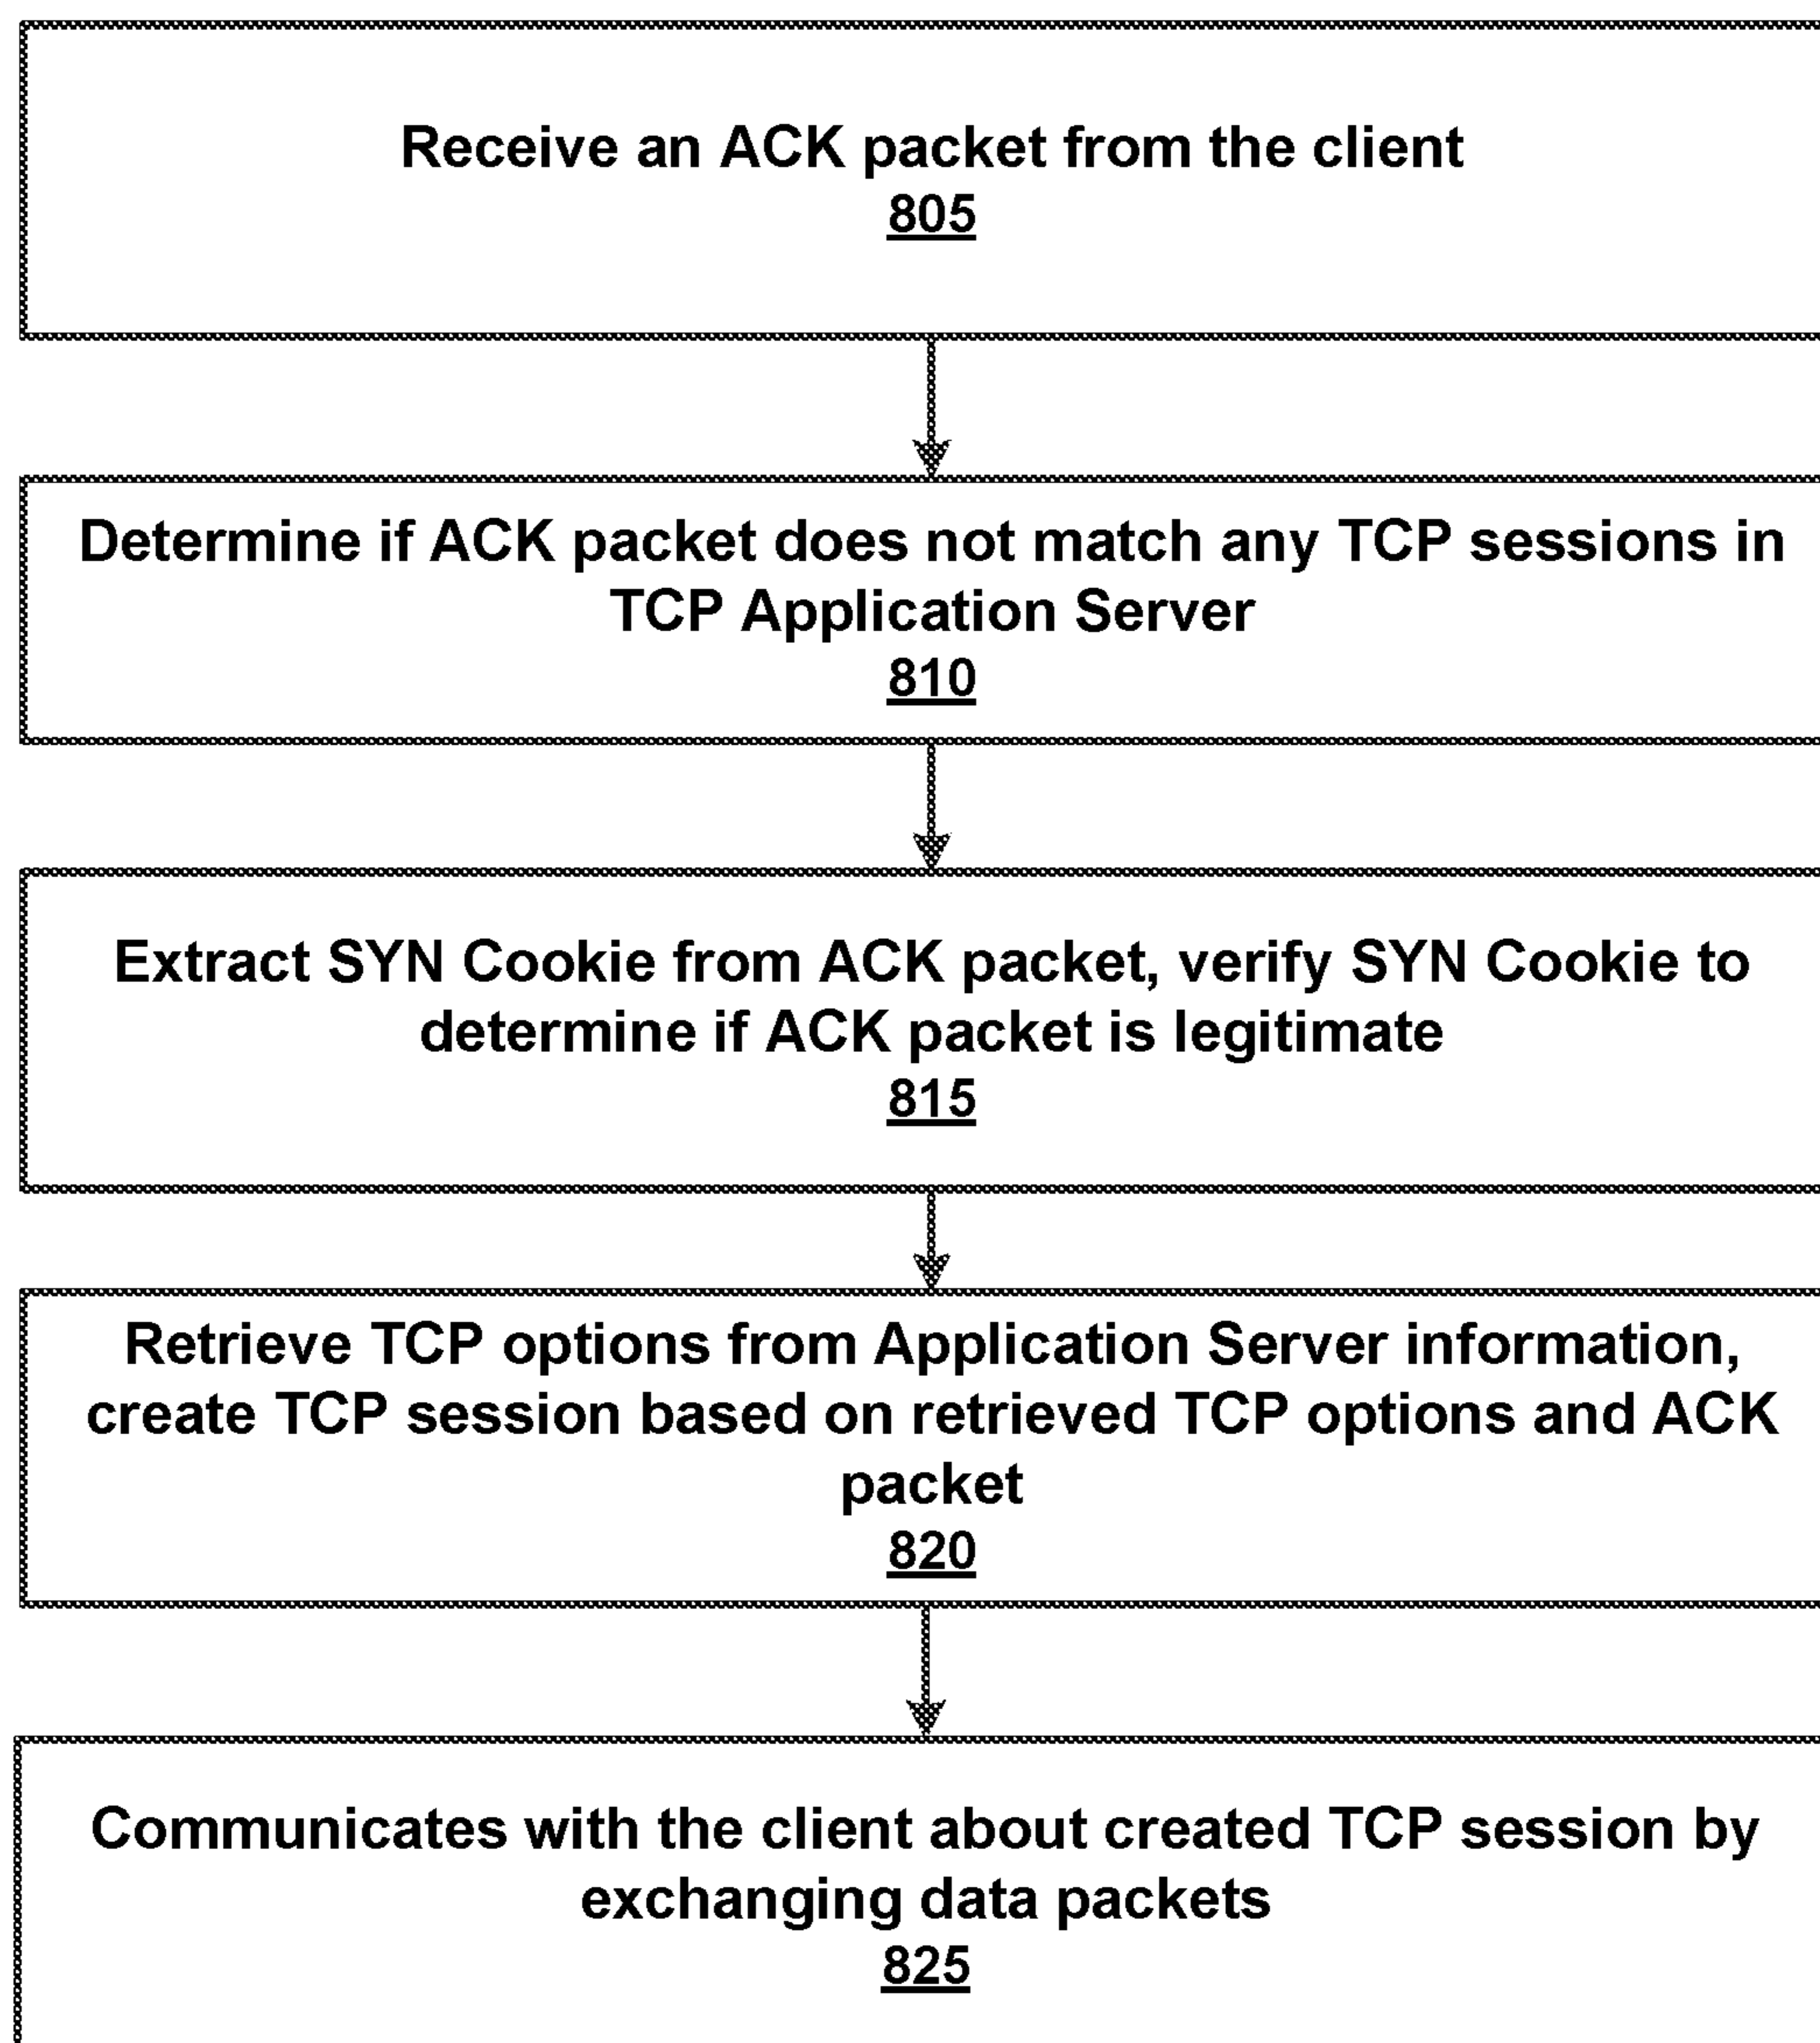 Receive an ACK packet from the client
805
Determine if ACK packet does not match any TCP sessions in
TCP Application Server
810
Extract SYN Cookie from ACK packet, verify SYN Cookie to
determine if ACK packet is legitimate
815
Retrieve TCP options from Application Server information,
create TCP session based on retrieved TCP options and ACK
packet
820
Communicates with the client about created TCP session by
exchanging data packets
825